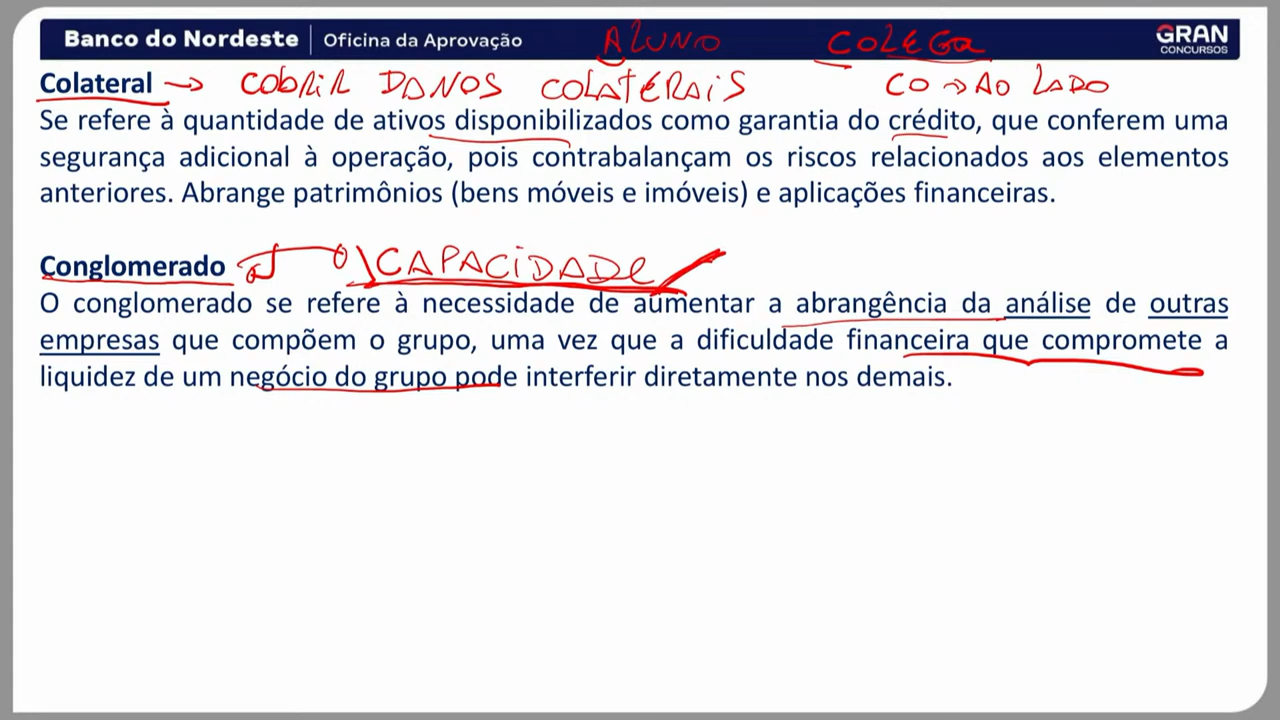 Banco do Nordeste | Oficina da Aprovação ALUNO COLEGA GRAN CONCURSOS
Colateral → COBRIR DANOS COLATERAIS CO → AO LADO
Se refere à quantidade de ativos disponibilizados como garantia do crédito, que conferem uma
segurança adicional à operação, pois contrabalançam os riscos relacionados aos elementos
anteriores. Abrange patrimônios (bens móveis e imóveis) e aplicações financeiras.
Conglomerado CAPACIDADE
O conglomerado se refere à necessidade de aumentar a abrangência da análise de outras
empresas que compõem o grupo, uma vez que a dificuldade financeira que compromete a
liquidez de um negócio do grupo pode interferir diretamente nos demais.